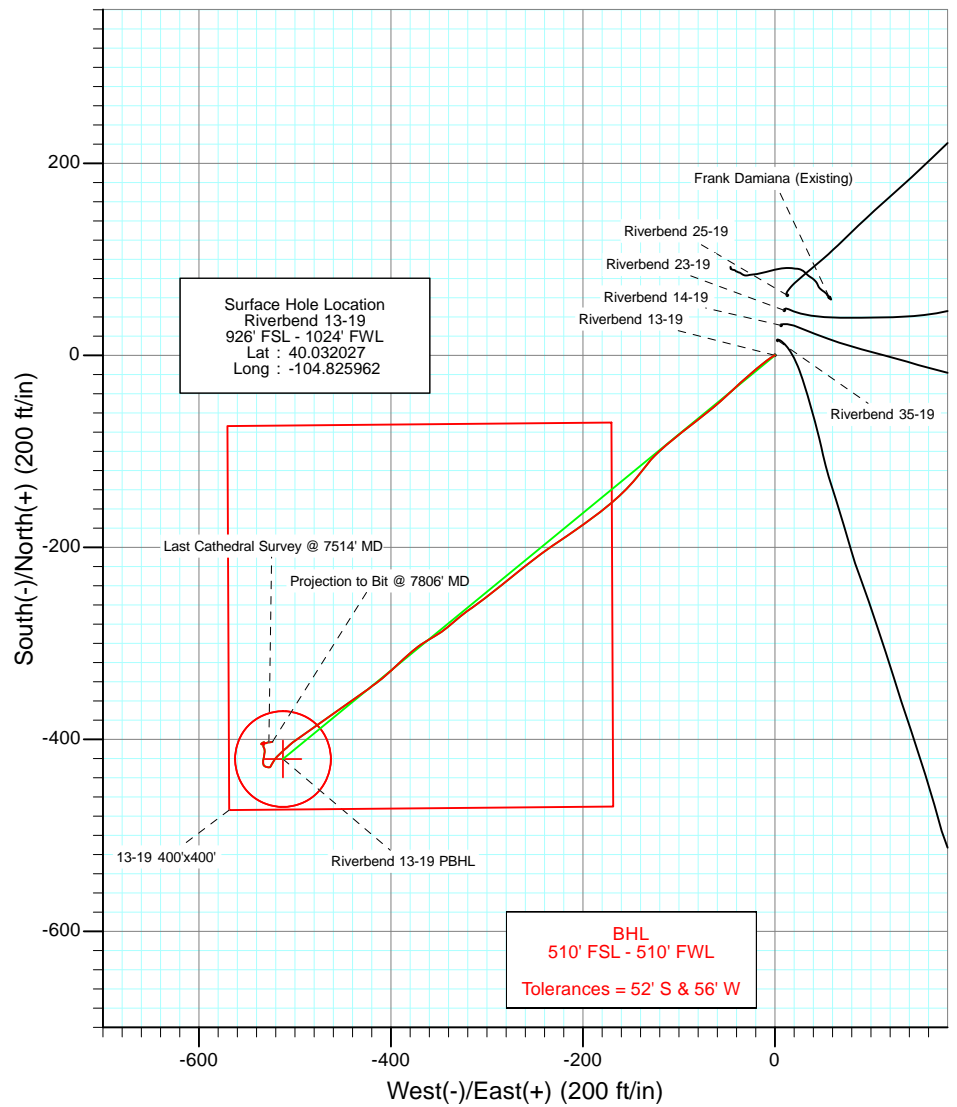 200
0
-200
-400
-600
South(-)/North(+) (200 ft/in)
-600
-400
-200
0
West(-)/East(+) (200 ft/in)
Frank Damiana (Existing)
Riverbend 25-19
Riverbend 23-19
Riverbend 14-19
Riverbend 13-19
Riverbend 35-19
Surface Hole Location
Riverbend 13-19
926' FSL - 1024' FWL
Lat : 40.032027
Long : -104.825962
Last Cathedral Survey @ 7514' MD
Projection to Bit @ 7806' MD
13-19 400'x400'
Riverbend 13-19 PBHL
BHL
510' FSL - 510' FWL
Tolerances = 52' S & 56' W